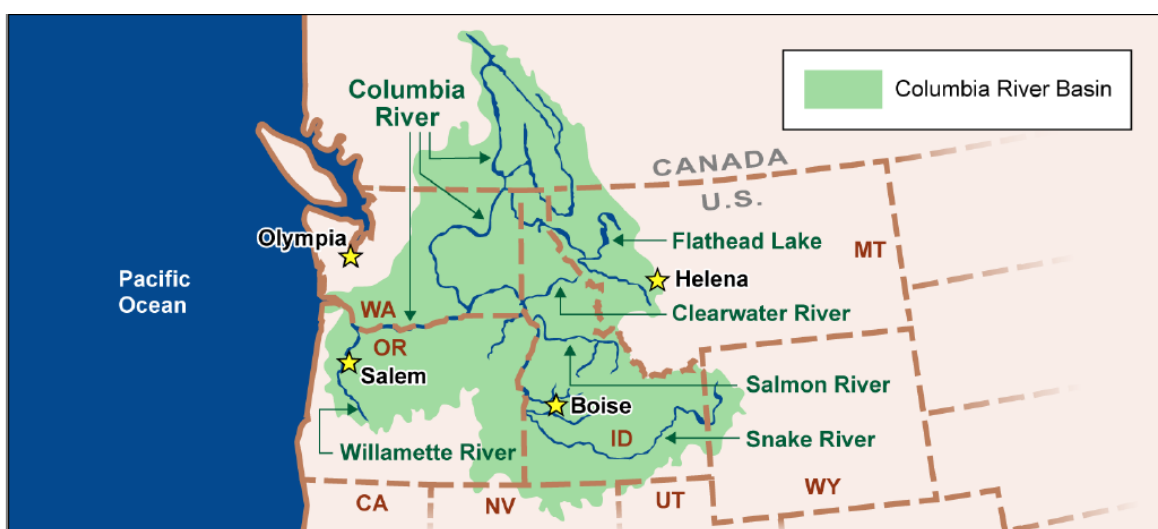 Columbia
River
Columbia River Basin
CANADA
U.S.
Olympia
Flathead Lake
MT
Pacific
Ocean
Helena
WA
Clearwater River
OR
Salem
Salmon River
Boise
ID
Snake River
Willamette River
CA
NV
UT
WY